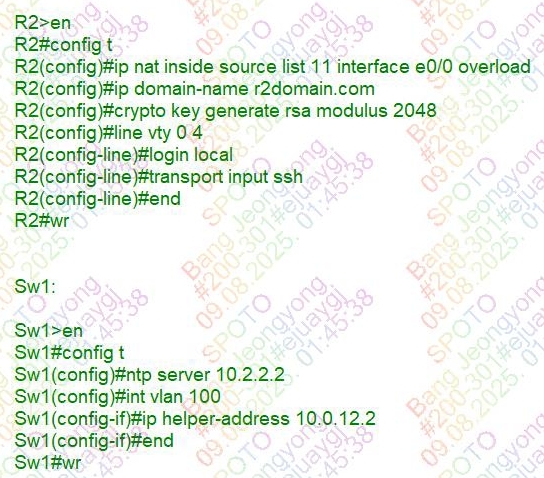 R2>en
R2#config t
R2(config)#ip nat inside source list 11 interface e0/0 overload
R2(config)#ip domain-name r2domain.com
R2(config)#crypto key generate rsa modulus 2048
R2(config)#line vty 0 4
R2(config-line)#login local
R2(config-line)#transport input ssh
R2(config-line)#end
R2#wr
Sw1:
Sw1>en
Sw1#config t
Sw1(config)#ntp server 10.2.2.2
Sw1(config)#int vlan 100
Sw1(config-if)#ip helper-address 10.0.12.2
Sw1(config-if)#end
Sw1#wr
SPOTO
Bang Jeongyong
#200-301#ejuaygj
09.08.2025. 01:45:38